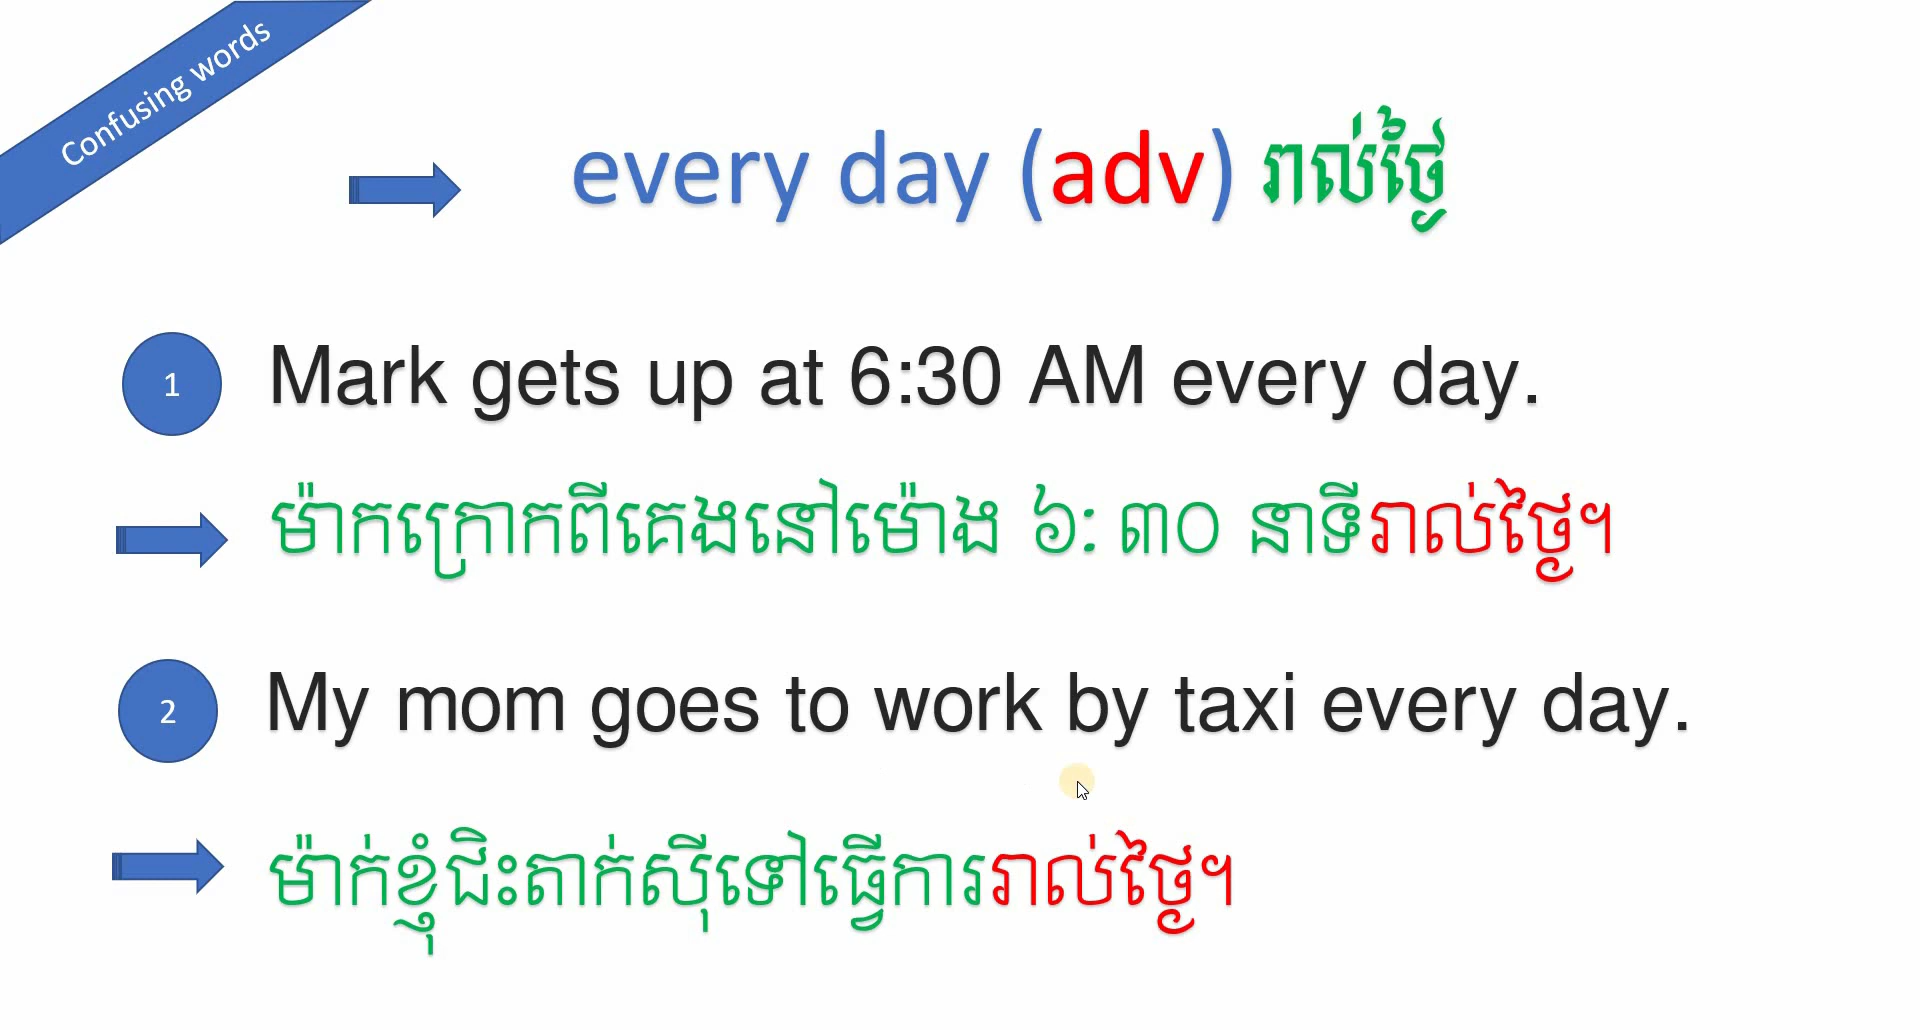 Confusing words
every day (adv) រាល់ថ្ងៃ
1 Mark gets up at 6:30 AM every day.
ម៉ាកក្រោកពីគេងនៅម៉ោង ៦: ៣០ នាទីរាល់ថ្ងៃ។
2 My mom goes to work by taxi every day.
ម៉ាក់ខ្ញុំជិះតាក់ស៊ីទៅធ្វើការរាល់ថ្ងៃ។